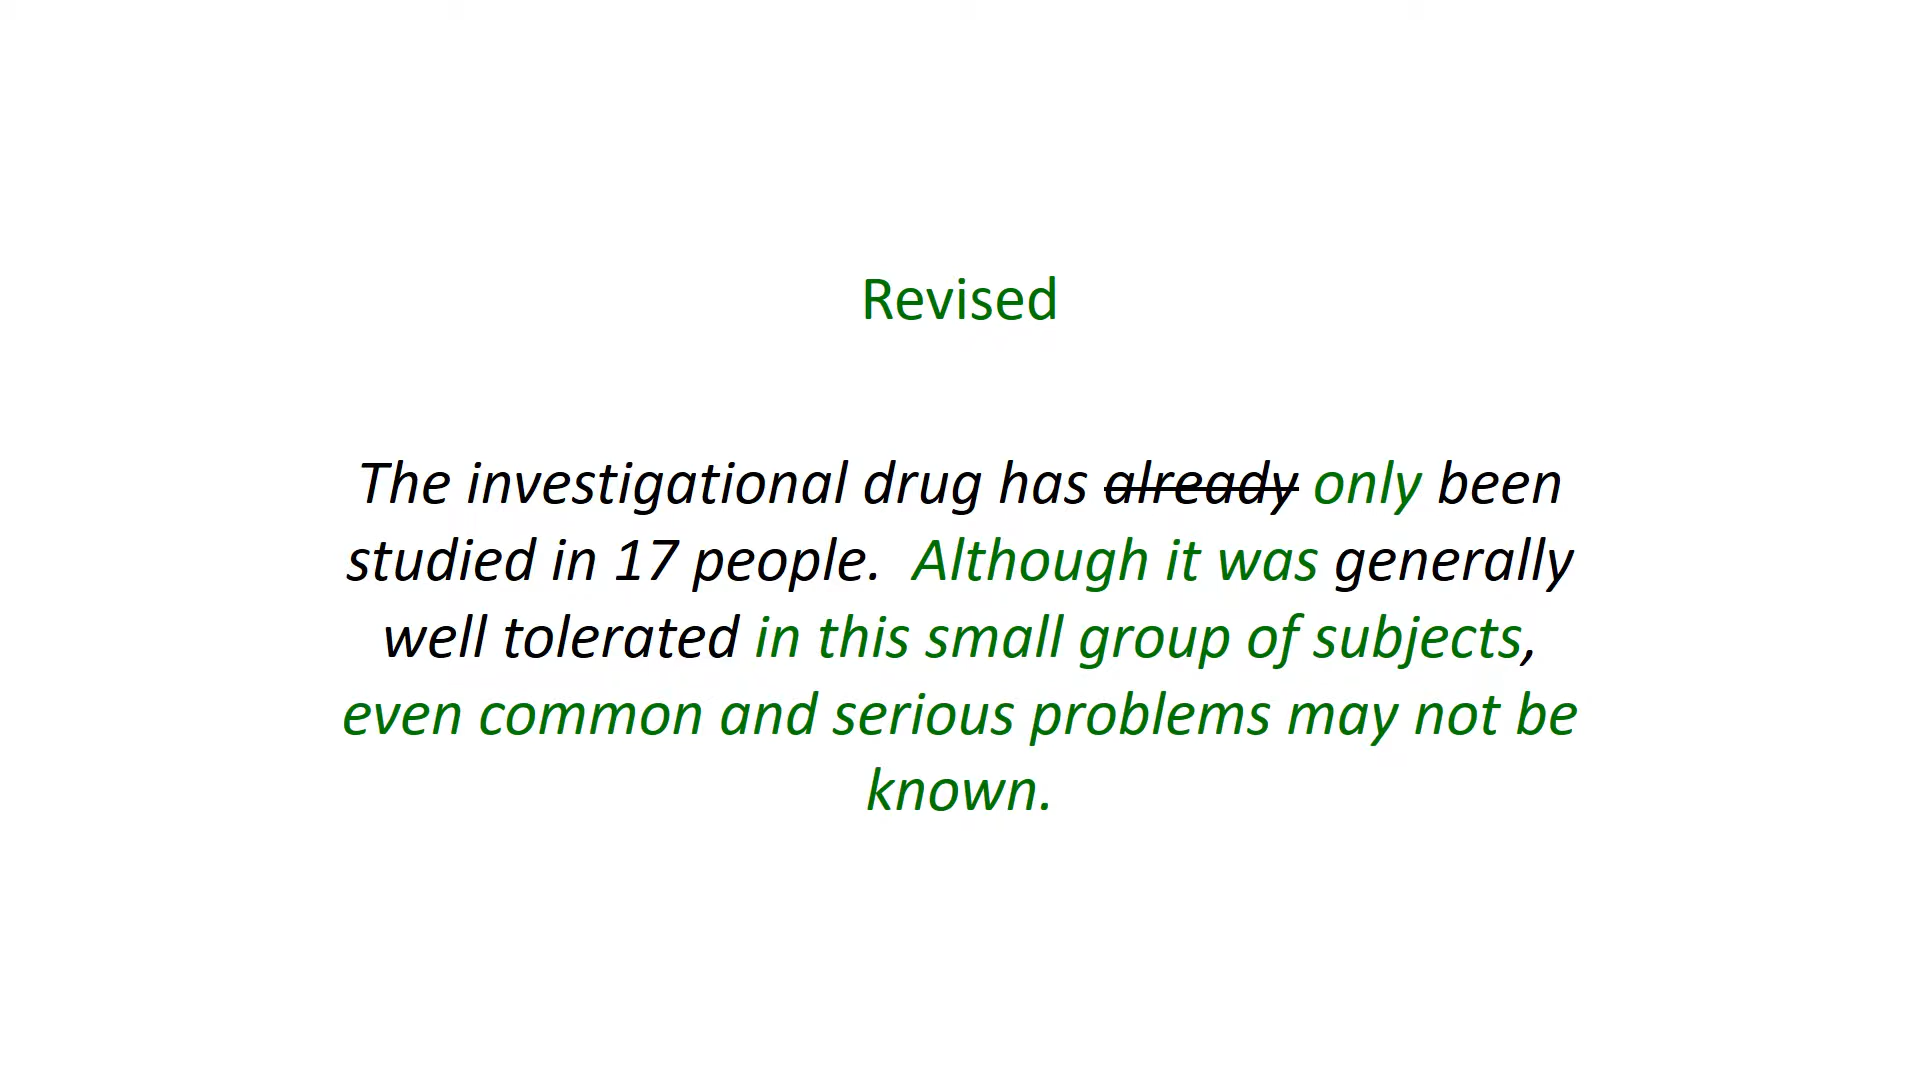 Revised
The investigational drug has already only been
studied in 17 people.  Although it was generally
well tolerated in this small group of subjects,
even common and serious problems may not be
known.